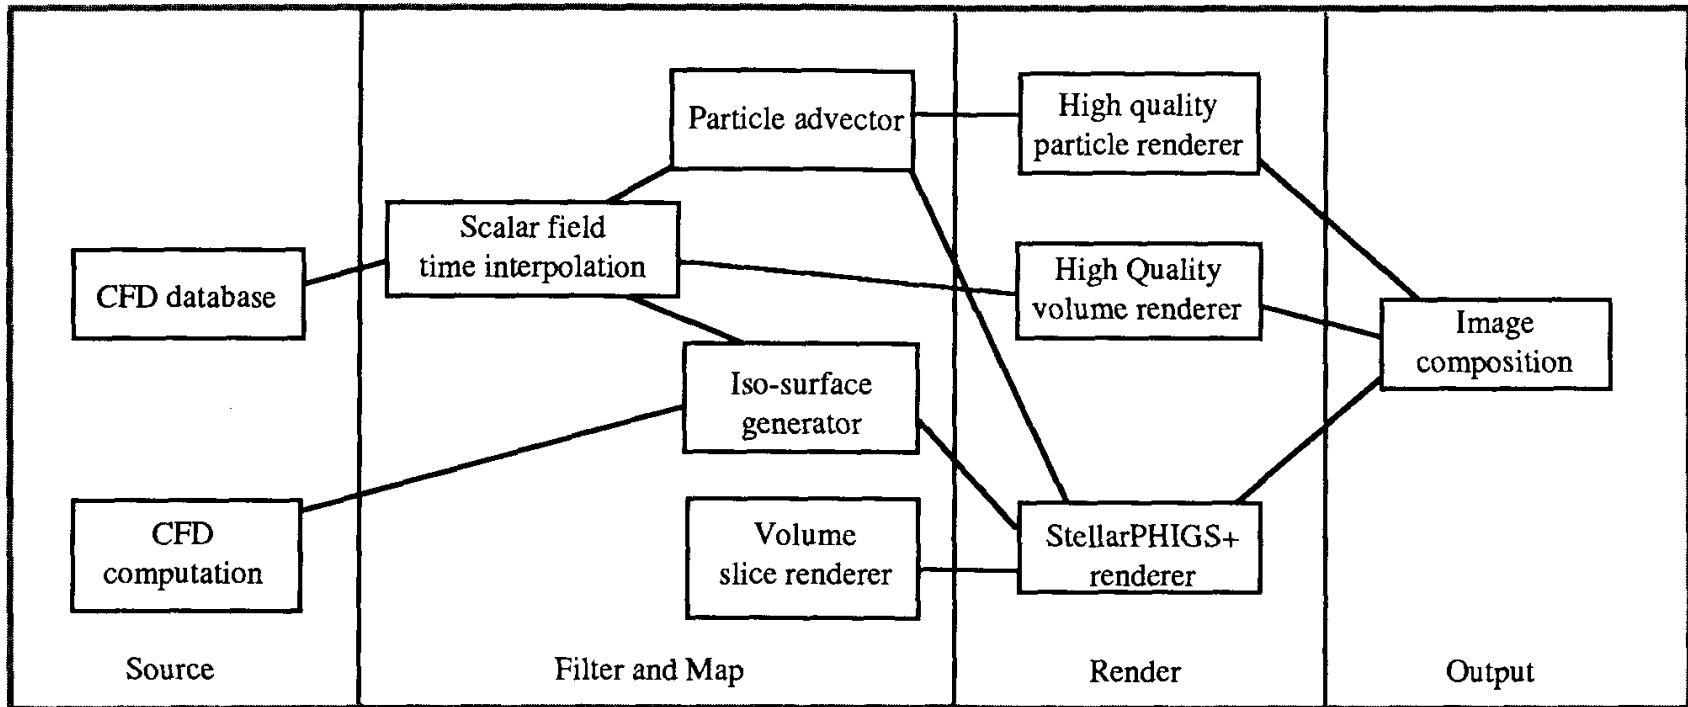 CFD database
CFD
computation
Source
Particle advector
Scalar field
time interpolation
Iso-surface
generator
Volume
slice renderer
Filter and Map
High quality
particle renderer
High Quality
volume renderer
StellarPHIGS+
renderer
Render
Image
composition
Output